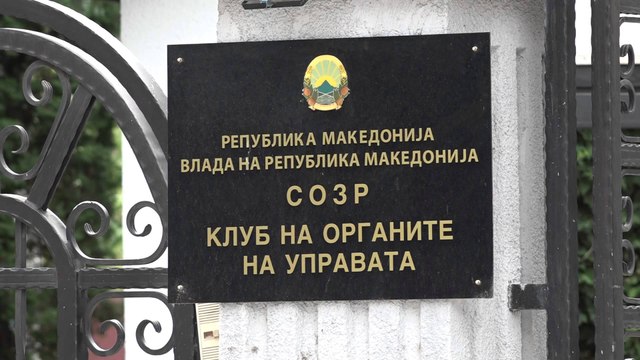 РЕПУБЛИКА МАКЕДОНИЈА
ВЛАДА НА РЕПУБЛИКА МАКЕДОНИЈА
СОЗР
КЛУБ НА ОРГАНИТЕ
НА УПРАВАТА